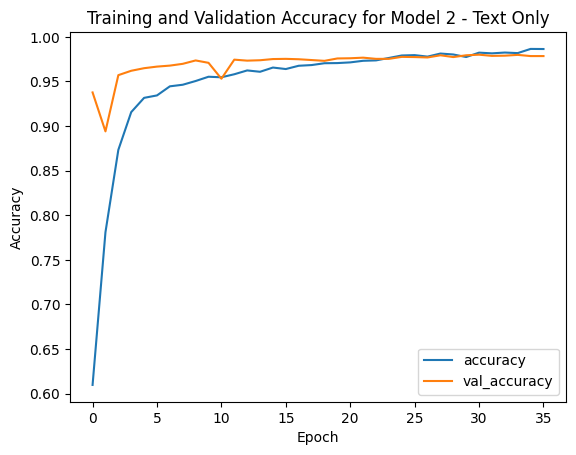 Training and Validation Accuracy for Model 2 - Text Only
1.00
0.95
0.90
0.85
0.80
0.75
0.70
0.65
0.60
Accuracy
0 5 10 15 20 25 30 35
Epoch
accuracy
val_accuracy